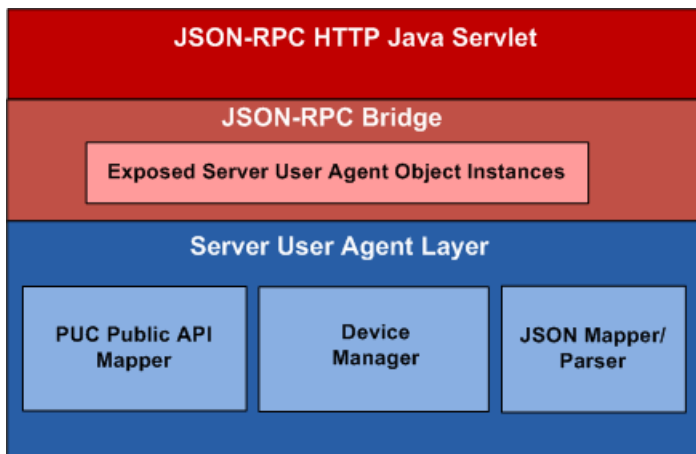 JSON-RPC HTTP Java Servlet
JSON-RPC Bridge
Exposed Server User Agent Object Instances
Server User Agent Layer
PUC Public API
Mapper
Device
Manager
JSON Mapper/
Parser